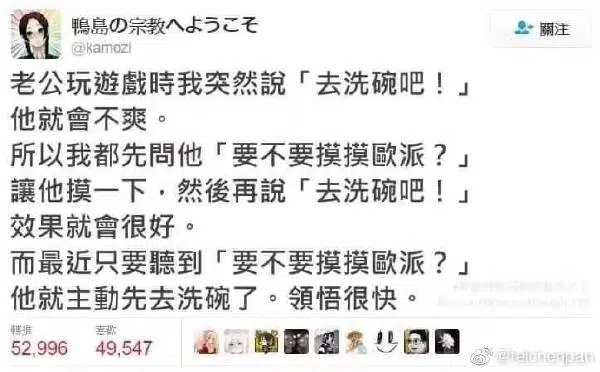 鴨島の宗教へようこそ
@kamozi
關注
老公玩遊戲時我突然說「去洗碗吧！」
他就會不爽。
所以我都先問他「要不要摸摸歐派？」
讓他摸一下，然後再說「去洗碗吧！」
效果就會很好。
而最近只要聽到「要不要摸摸歐派？」
他就主動先去洗碗了。領悟很快。
轉推 喜歡
52,996 49,547
@feichenpan